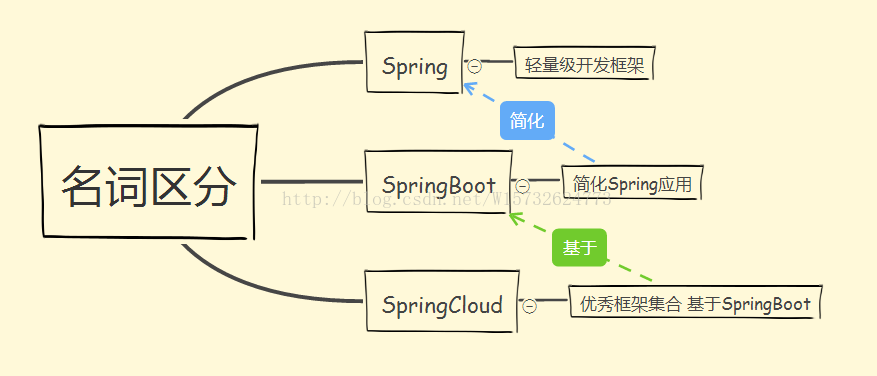 Spring
轻量级开发框架
简化
名词区分
SpringBoot
简化Spring应用
http://blog.csdn.net/W15732624773
基于
SpringCloud
优秀框架集合 基于SpringBoot